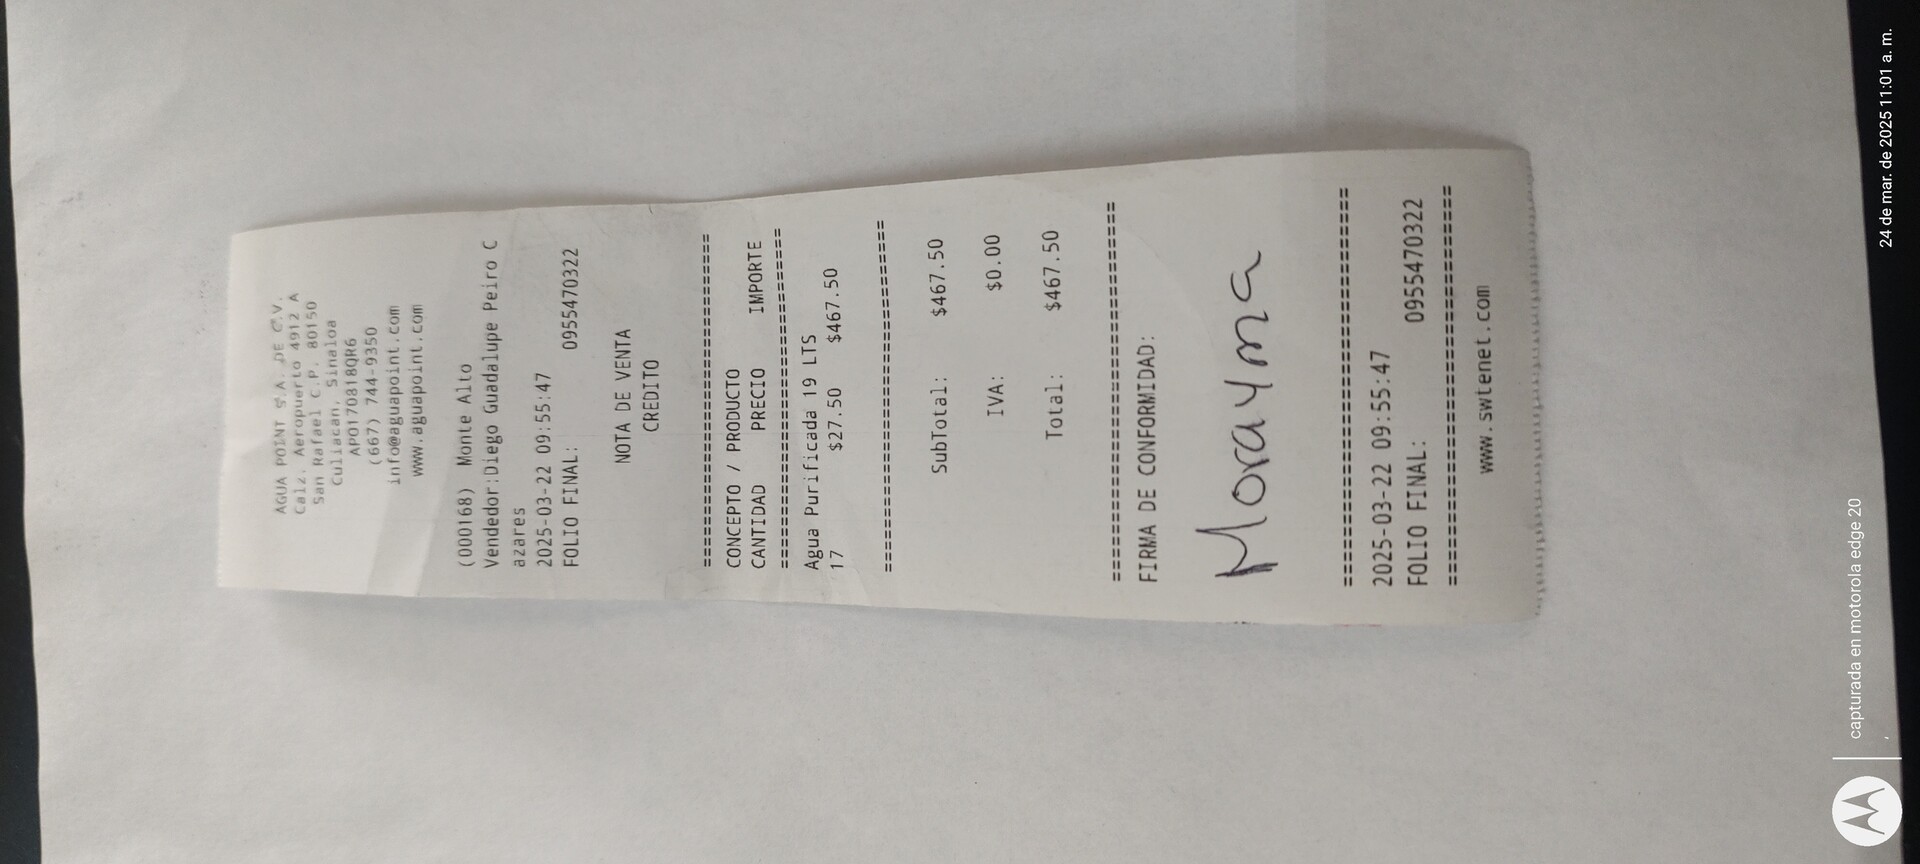 AGUA POINT S.A. DE C.V.
Calz. Aeropuerto 4912 A
San Rafael C.P. 80150
Culiacan, Sinaloa
APO170818QR6
(667) 744-9350
info@aguapoint.com
www.aguapoint.com
(000168) Monte Alto
Vendedor:Diego Guadalupe Peiro C
azares
2025-03-22 09:55:47
FOLIO FINAL: 0955470322
NOTA DE VENTA
CREDITO
================================
CONCEPTO / PRODUCTO
CANTIDAD PRECIO IMPORTE
================================
Agua Purificada 19 LTS
17 $27.50 $467.50
================================
SubTotal: $467.50
IVA: $0.00
Total: $467.50
================================
FIRMA DE CONFORMIDAD:
Morayma
================================
2025-03-22 09:55:47
FOLIO FINAL: 0955470322
================================
www.swtenet.com
capturada en motorola edge 20
24 de mar. de 2025 11:01 a. m.